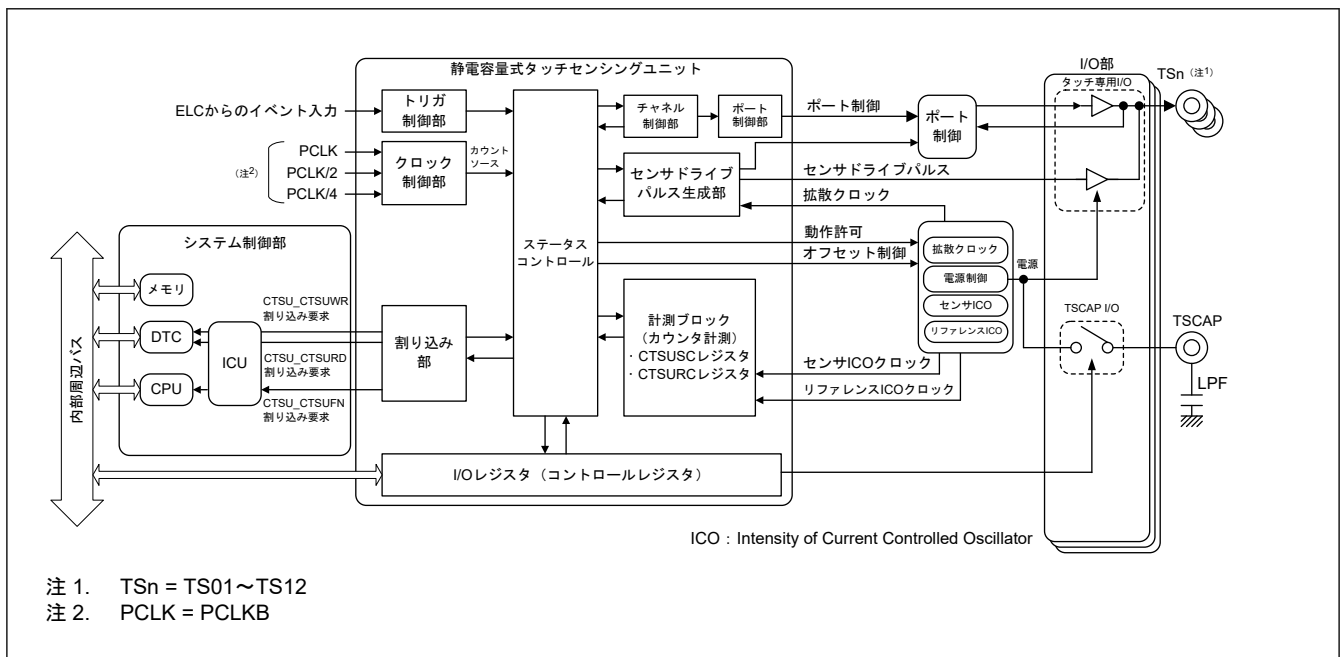 静電容量式タッチセンシングユニット
I/O部
タッチ専用I/O
TSn（注1）
ELCからのイベント入力
トリガ
制御部
チャネル
制御部
ポート
制御部
ポート制御
ポート
制御
（注2）
PCLK
PCLK/2
PCLK/4
クロック
制御部
カウント
ソース
センサドライブ
パルス生成部
センサドライブパルス
拡散クロック
システム制御部
ステータス
コントロール
動作許可
オフセット制御
拡散クロック
電源制御
センサICO
リファレンスICO
電源
内部周辺バス
メモリ
DTC
CPU
ICU
CTSU_CTSUWR
割り込み要求
CTSU_CTSURD
割り込み要求
CTSU_CTSUFN
割り込み要求
割り込み
部
計測ブロック
（カウンタ計測）
・CTSUSCレジスタ
・CTSURCレジスタ
センサICOクロック
リファレンスICOクロック
TSCAP I/O
TSCAP
LPF
I/Oレジスタ（コントロールレジスタ）
ICO：Intensity of Current Controlled Oscillator
注 1. TSn = TS01～TS12
注 2. PCLK = PCLKB